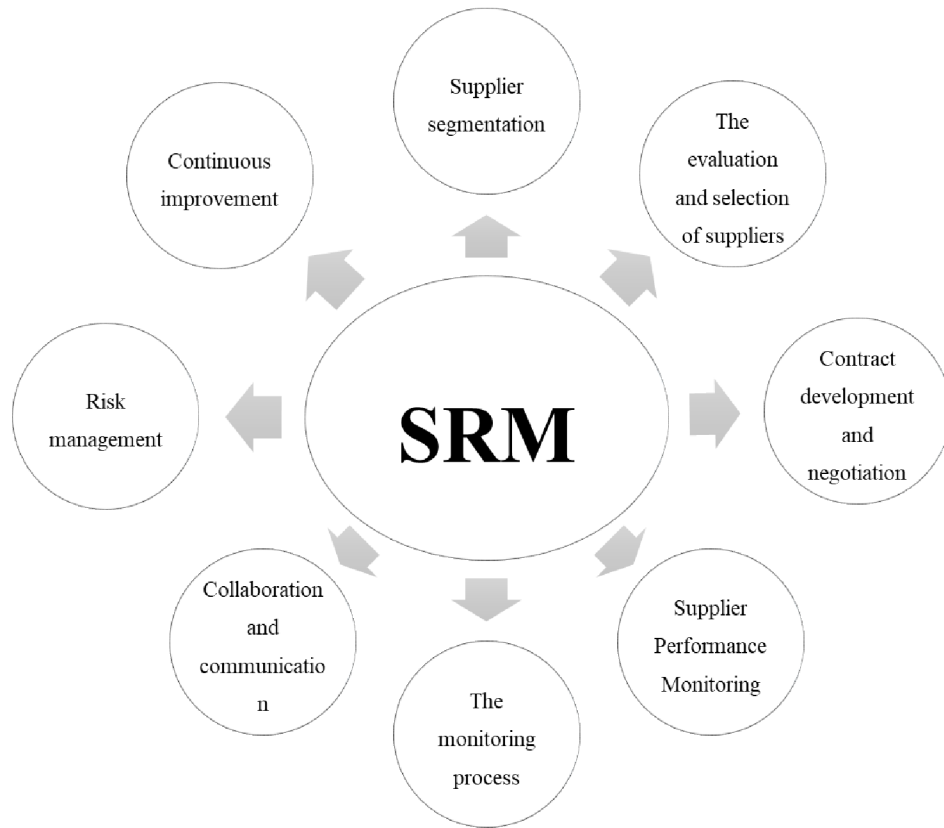 Supplier
segmentation
The
evaluation
and selection
of suppliers
Contract
development
and
negotiation
Supplier
Performance
Monitoring
The
monitoring
process
Collaboration
and
communicatio
n
Risk
management
Continuous
improvement
SRM